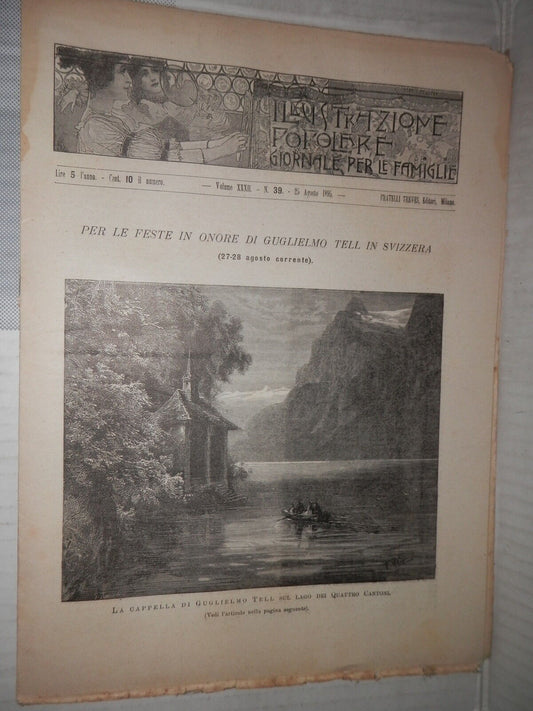 ILLUSTRAZIONE
POPOLARE
GIORNALE PER LE FAMIGLIE
Lire 5 l'anno. - Cent. 10 il numero. — Volume XXXII. - N. 39. - 25 Agosto 1895. — FRATELLI TREVES, Editori, Milano.
PER LE FESTE IN ONORE DI GUGLIELMO TELL IN SVIZZERA
(27-28 agosto corrente).
LA CAPPELLA DI GUGLIELMO TELL SUL LAGO DEI QUATTRO CANTONI.
(Vedi l'articolo nella pagina seguente).